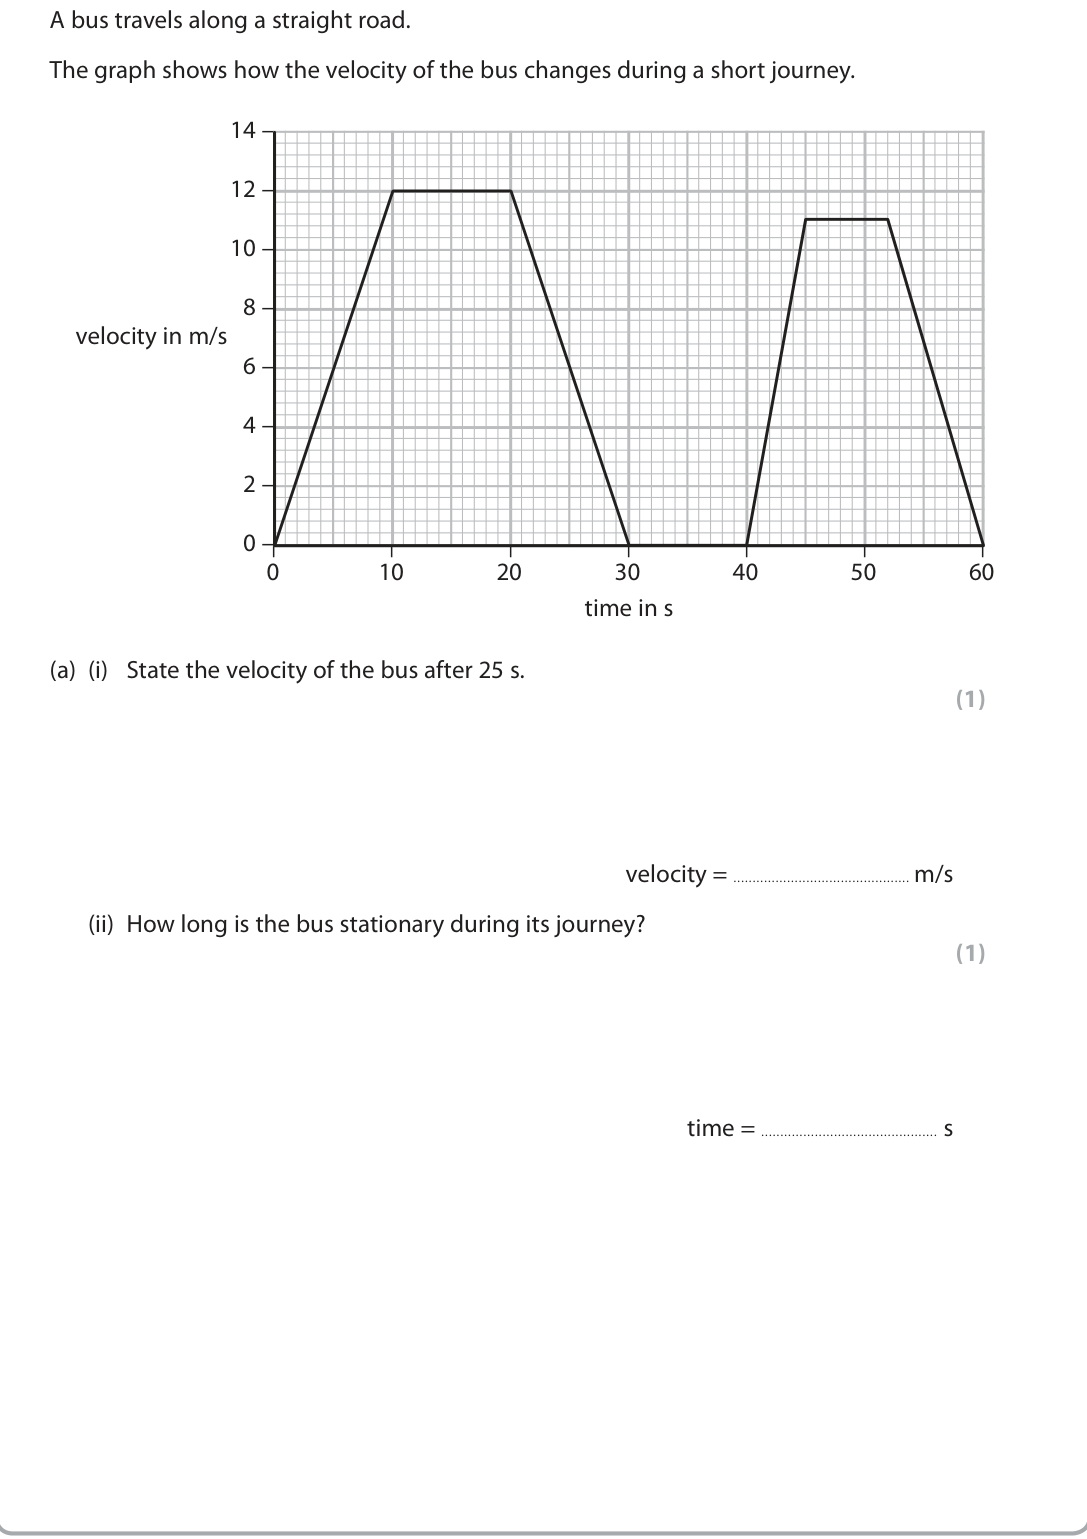 A bus travels along a straight road.
The graph shows how the velocity of the bus changes during a short journey.
14
12
10
8
velocity in m/s
6
4
2
0
0 10 20 30 40 50 60
time in s
(a) (i) State the velocity of the bus after 25 s.
(1)
velocity = ............................................. m/s
(ii) How long is the bus stationary during its journey?
(1)
time = ............................................. s